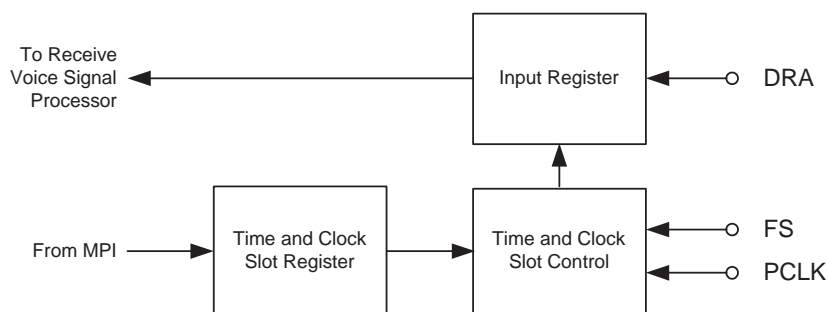 To Receive
Voice Signal
Processor
Input Register
DRA
From MPI
Time and Clock
Slot Register
Time and Clock
Slot Control
FS
PCLK